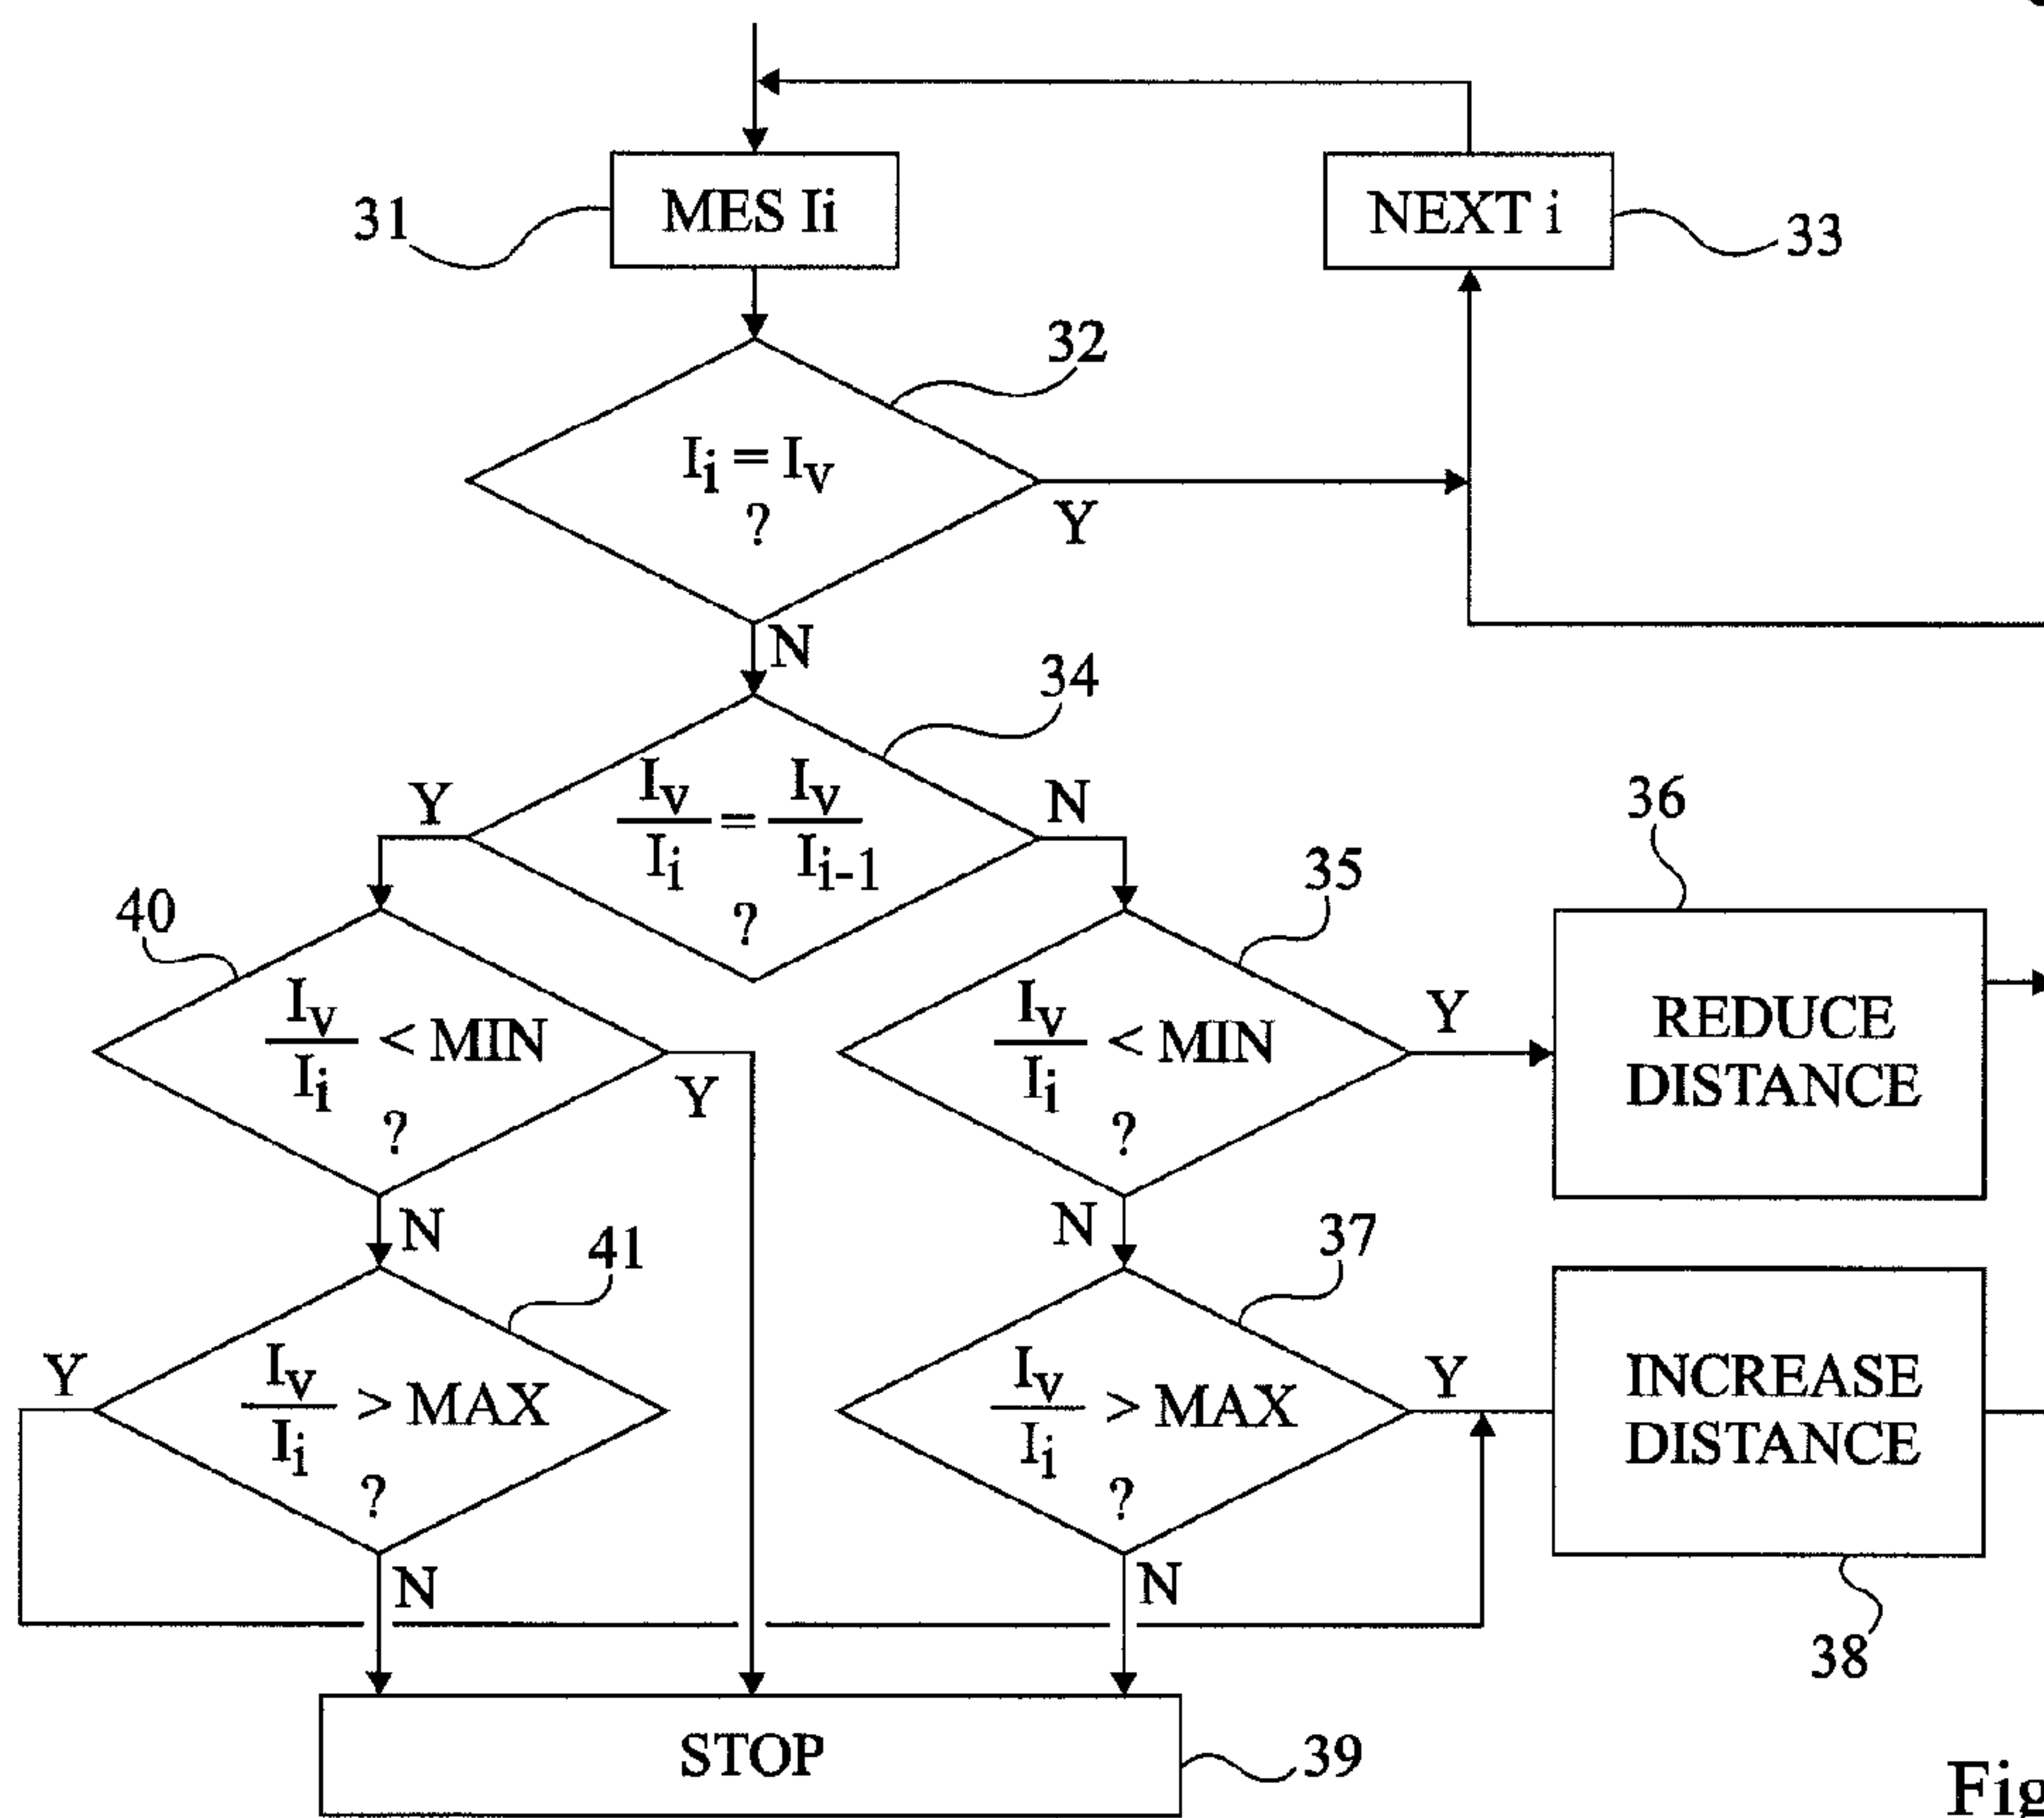 MES Ii
31
NEXT i
33
32
Ii = Iv
?
Y
N
34
Y
Iv/Ii = Iv/Ii-1
?
N
36
35
40
Iv/Ii < MIN
?
Y
Iv/Ii < MIN
?
Y
REDUCE
DISTANCE
N
N
41
37
Y
Iv/Ii > MAX
?
Iv/Ii > MAX
?
Y
INCREASE
DISTANCE
N
N
38
STOP
39
Fig